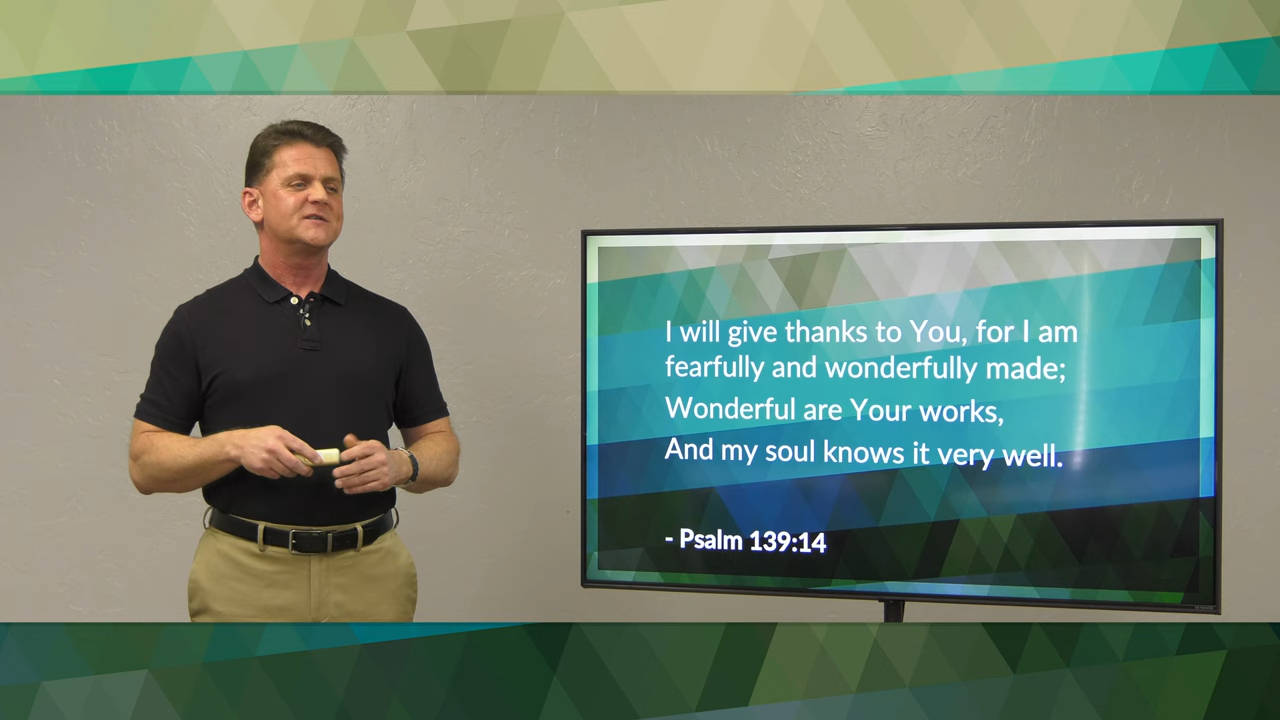 I will give thanks to You, for I am
fearfully and wonderfully made;
Wonderful are Your works,
And my soul knows it very well.
- Psalm 139:14